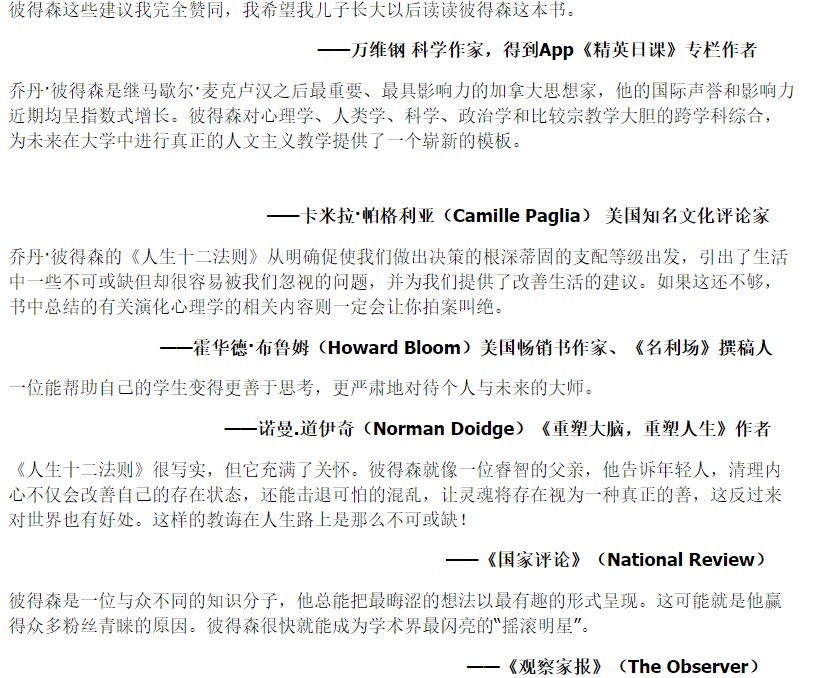 彼得森这些建议我完全赞同，我希望我儿子长大以后读读彼得森这本书。
——万维钢 科学作家，得到App《精英日课》专栏作者
乔丹·彼得森是继马歇尔·麦克卢汉之后最重要、最具影响力的加拿大思想家，他的国际声誉和影响力
近期均呈指数式增长。彼得森对心理学、人类学、科学、政治学和比较宗教学大胆的跨学科综合，
为未来在大学中进行真正的人文主义教学提供了一个崭新的模板。
——卡米拉·帕格利亚（Camille Paglia） 美国知名文化评论家
乔丹·彼得森的《人生十二法则》从明确促使我们做出决策的根深蒂固的支配等级出发，引出了生活
中一些不可或缺但却很容易被我们忽视的问题，并为我们提供了改善生活的建议。如果这还不够，
书中总结的有关演化心理学的相关内容则一定会让你拍案叫绝。
——霍华德·布鲁姆（Howard Bloom）美国畅销书作家、《名利场》撰稿人
一位能帮助自己的学生变得更善于思考，更严肃地对待个人与未来的大师。
——诺曼.道伊奇（Norman Doidge）《重塑大脑，重塑人生》作者
《人生十二法则》很写实，但它充满了关怀。彼得森就像一位睿智的父亲，他告诉年轻人，清理内
心不仅会改善自己的存在状态，还能击退可怕的混乱，让灵魂将存在视为一种真正的善，这反过来
对世界也有好处。这样的教诲在人生路上是那么不可或缺！
——《国家评论》（National Review）
彼得森是一位与众不同的知识分子，他总能把最晦涩的想法以最有趣的形式呈现。这可能就是他赢
得众多粉丝青睐的原因。彼得森很快就能成为学术界最闪亮的“摇滚明星”。
——《观察家报》（The Observer）